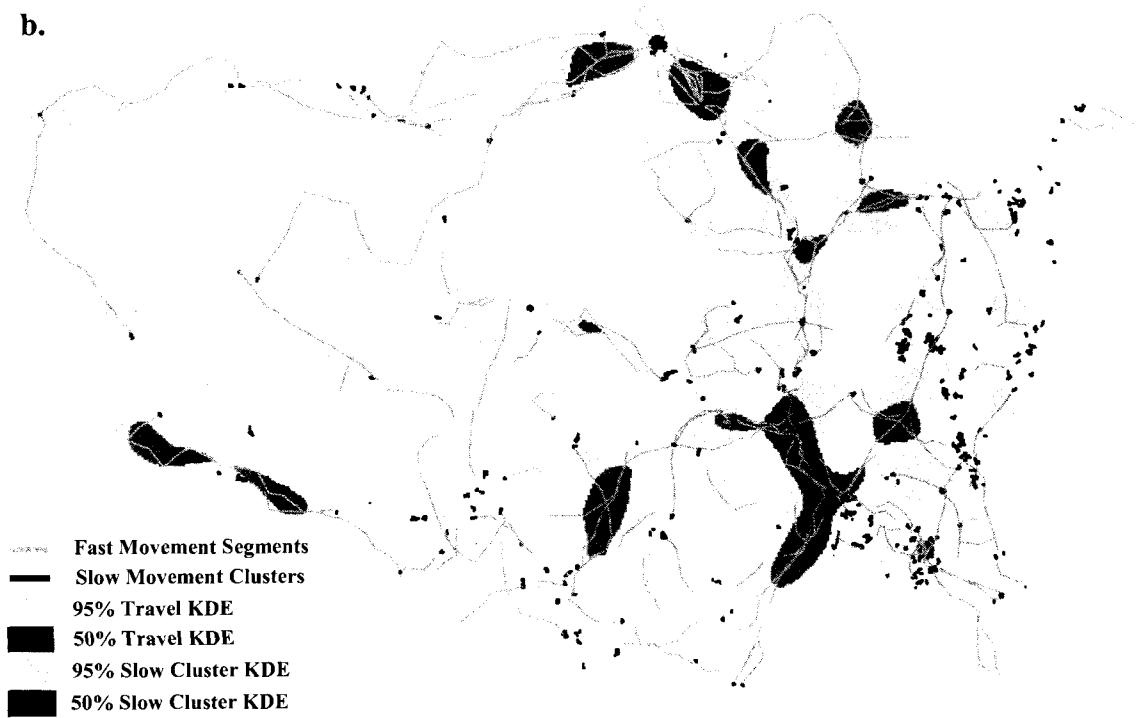 b.
Fast Movement Segments
Slow Movement Clusters
95% Travel KDE
50% Travel KDE
95% Slow Cluster KDE
50% Slow Cluster KDE